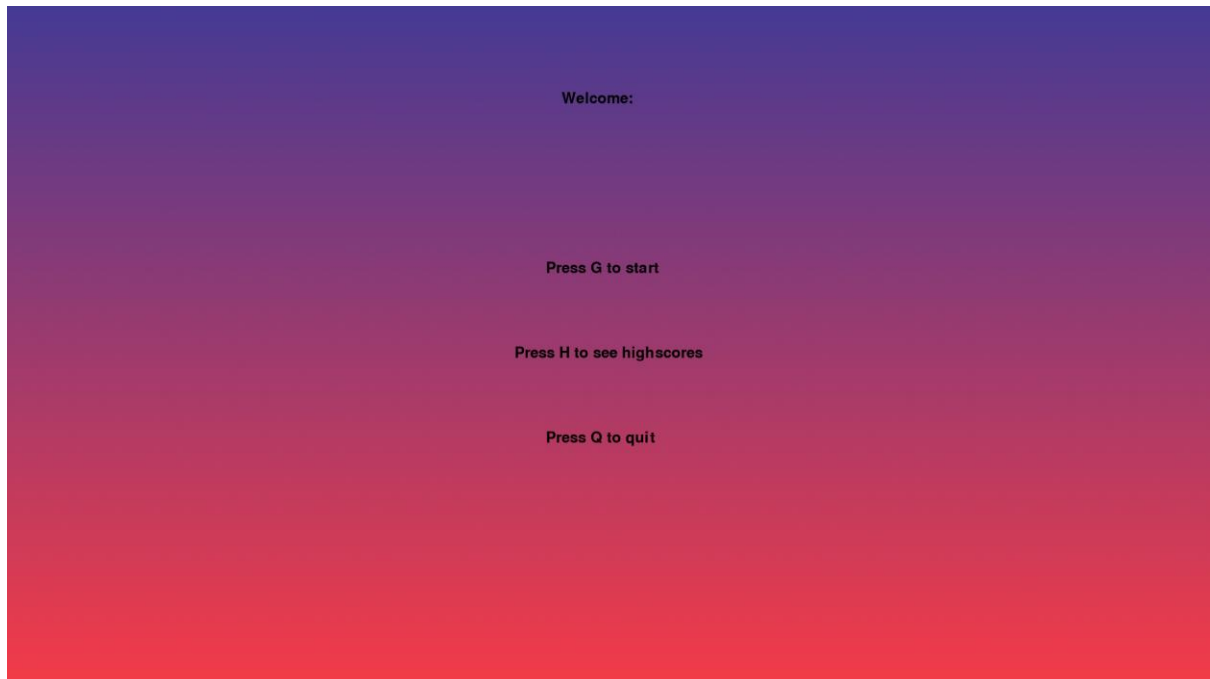 Welcome:
Press G to start
Press H to see highscores
Press Q to quit